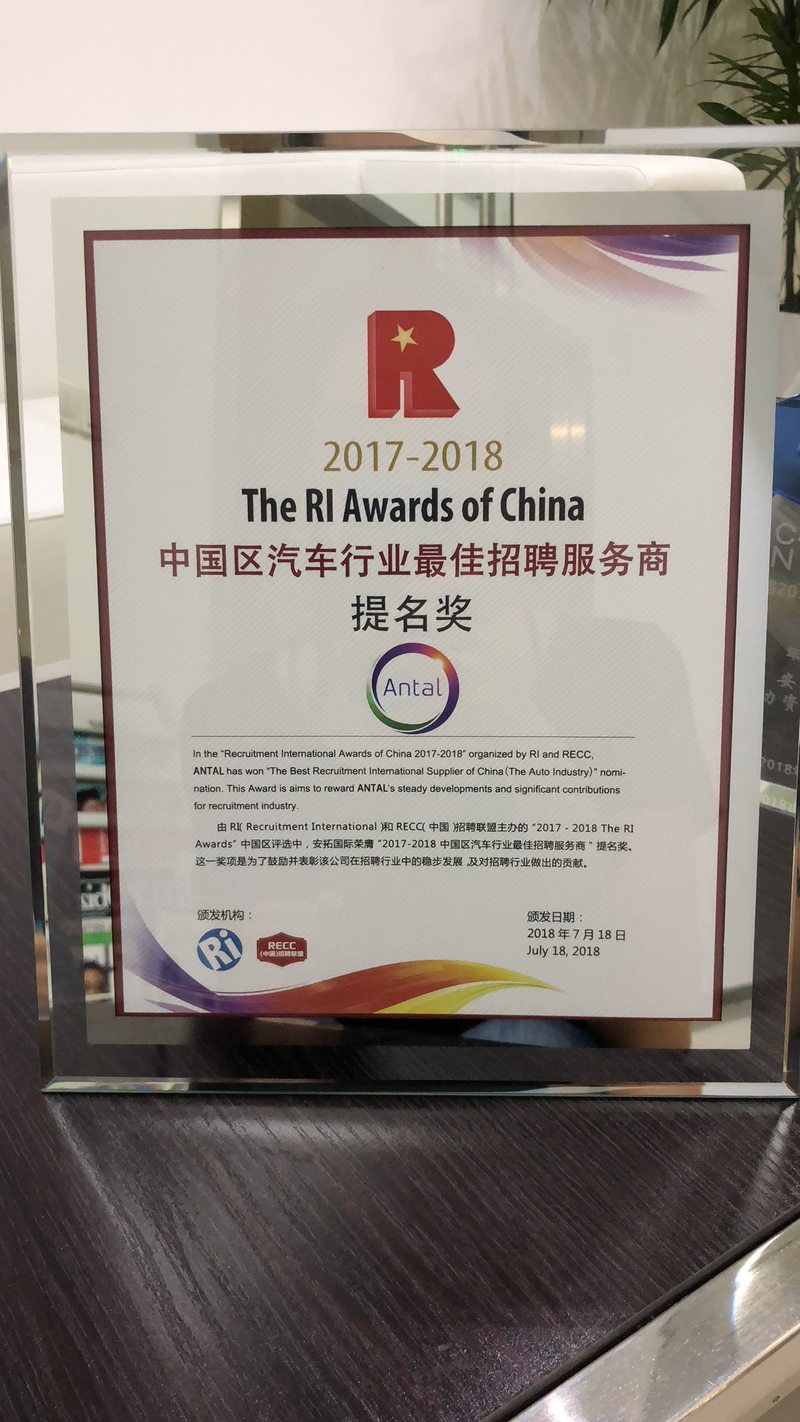 R
2017-2018
The RI Awards of China
中国区汽车行业最佳招聘服务商
提名奖
Antal
In the “Recruitment International Awards of China 2017-2018” organized by RI and RECC,
ANTAL has won “The Best Recruitment International Supplier of China（The Auto Industry）” nomi-
nation. This Award is aims to reward ANTAL's steady developments and significant contributions
for recruitment industry.
由 RI( Recruitment International )和 RECC( 中国 )招聘联盟主办的 “2017 - 2018 The RI
Awards” 中国区评选中，安拓国际荣膺 “2017-2018 中国区汽车行业最佳招聘服务商 ” 提名奖。
这一奖项是为了鼓励并表彰该公司在招聘行业中的稳步发展 ,及对招聘行业做出的贡献。
颁发机构：
Ri
RECC
(中国)招聘联盟
颁发日期：
2018 年 7 月 18 日
July 18, 2018